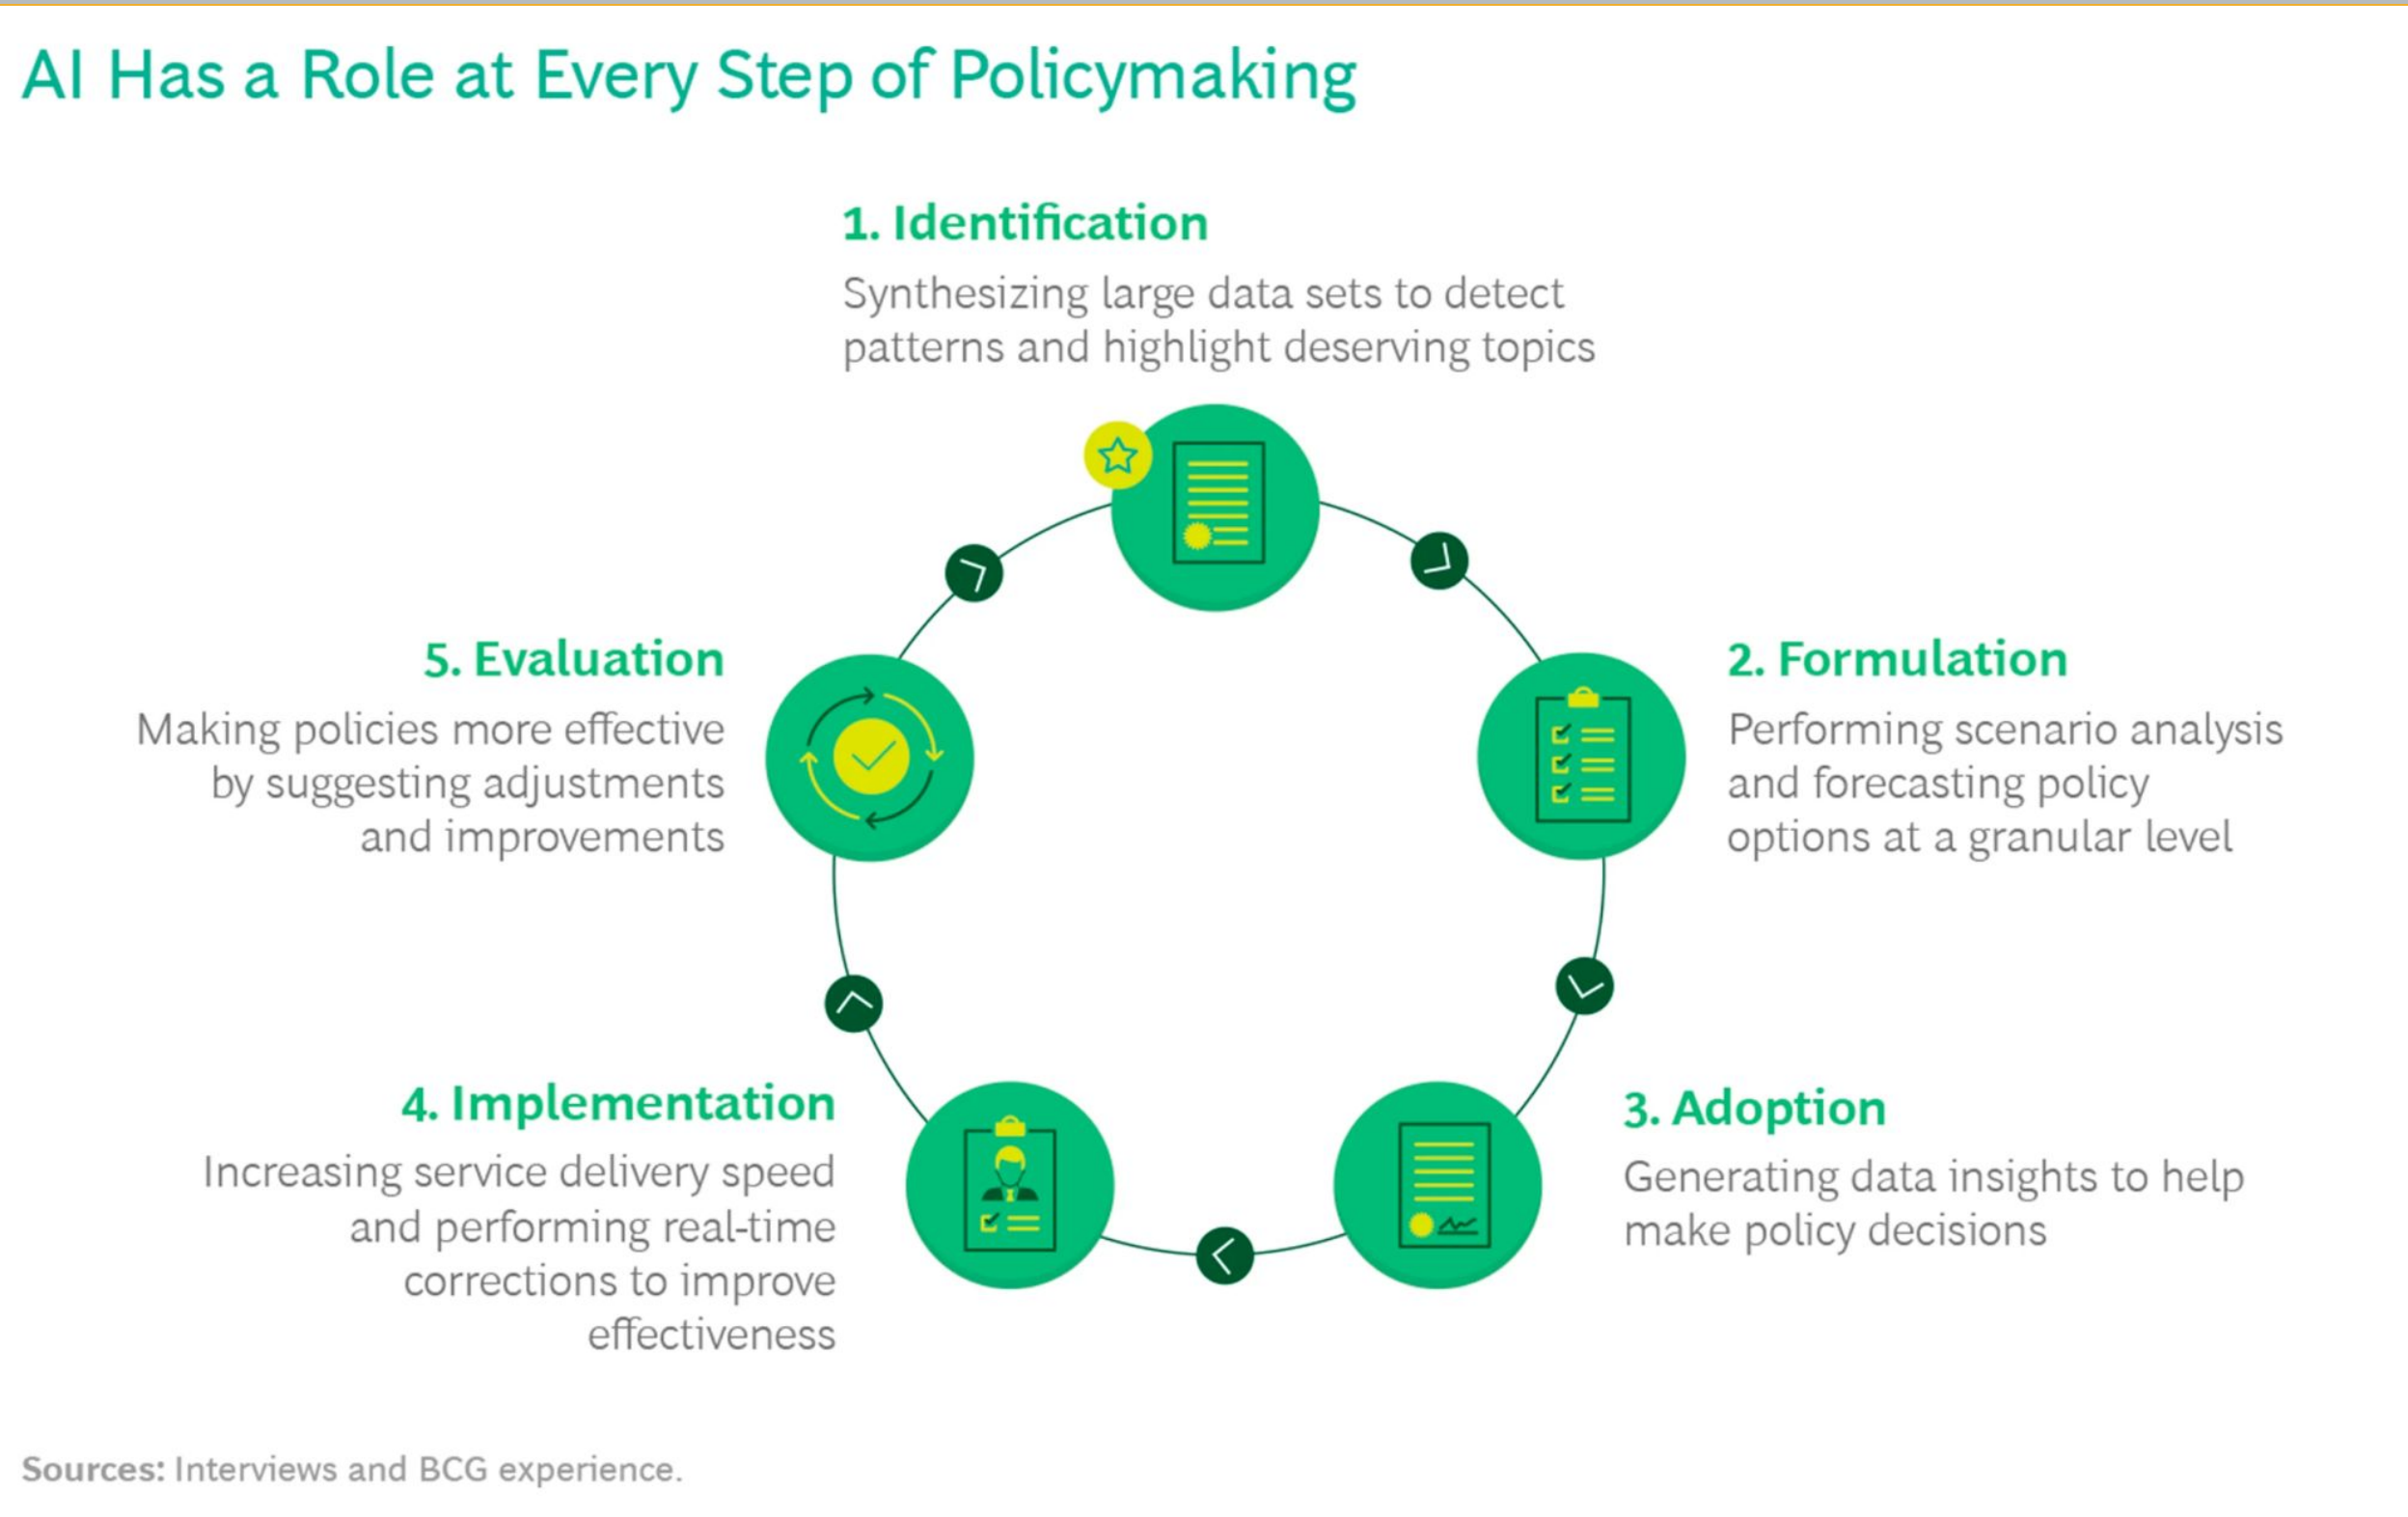 AI Has a Role at Every Step of Policymaking
1. Identification
Synthesizing large data sets to detect
patterns and highlight deserving topics
2. Formulation
Performing scenario analysis
and forecasting policy
options at a granular level
3. Adoption
Generating data insights to help
make policy decisions
4. Implementation
Increasing service delivery speed
and performing real-time
corrections to improve
effectiveness
5. Evaluation
Making policies more effective
by suggesting adjustments
and improvements
Sources: Interviews and BCG experience.